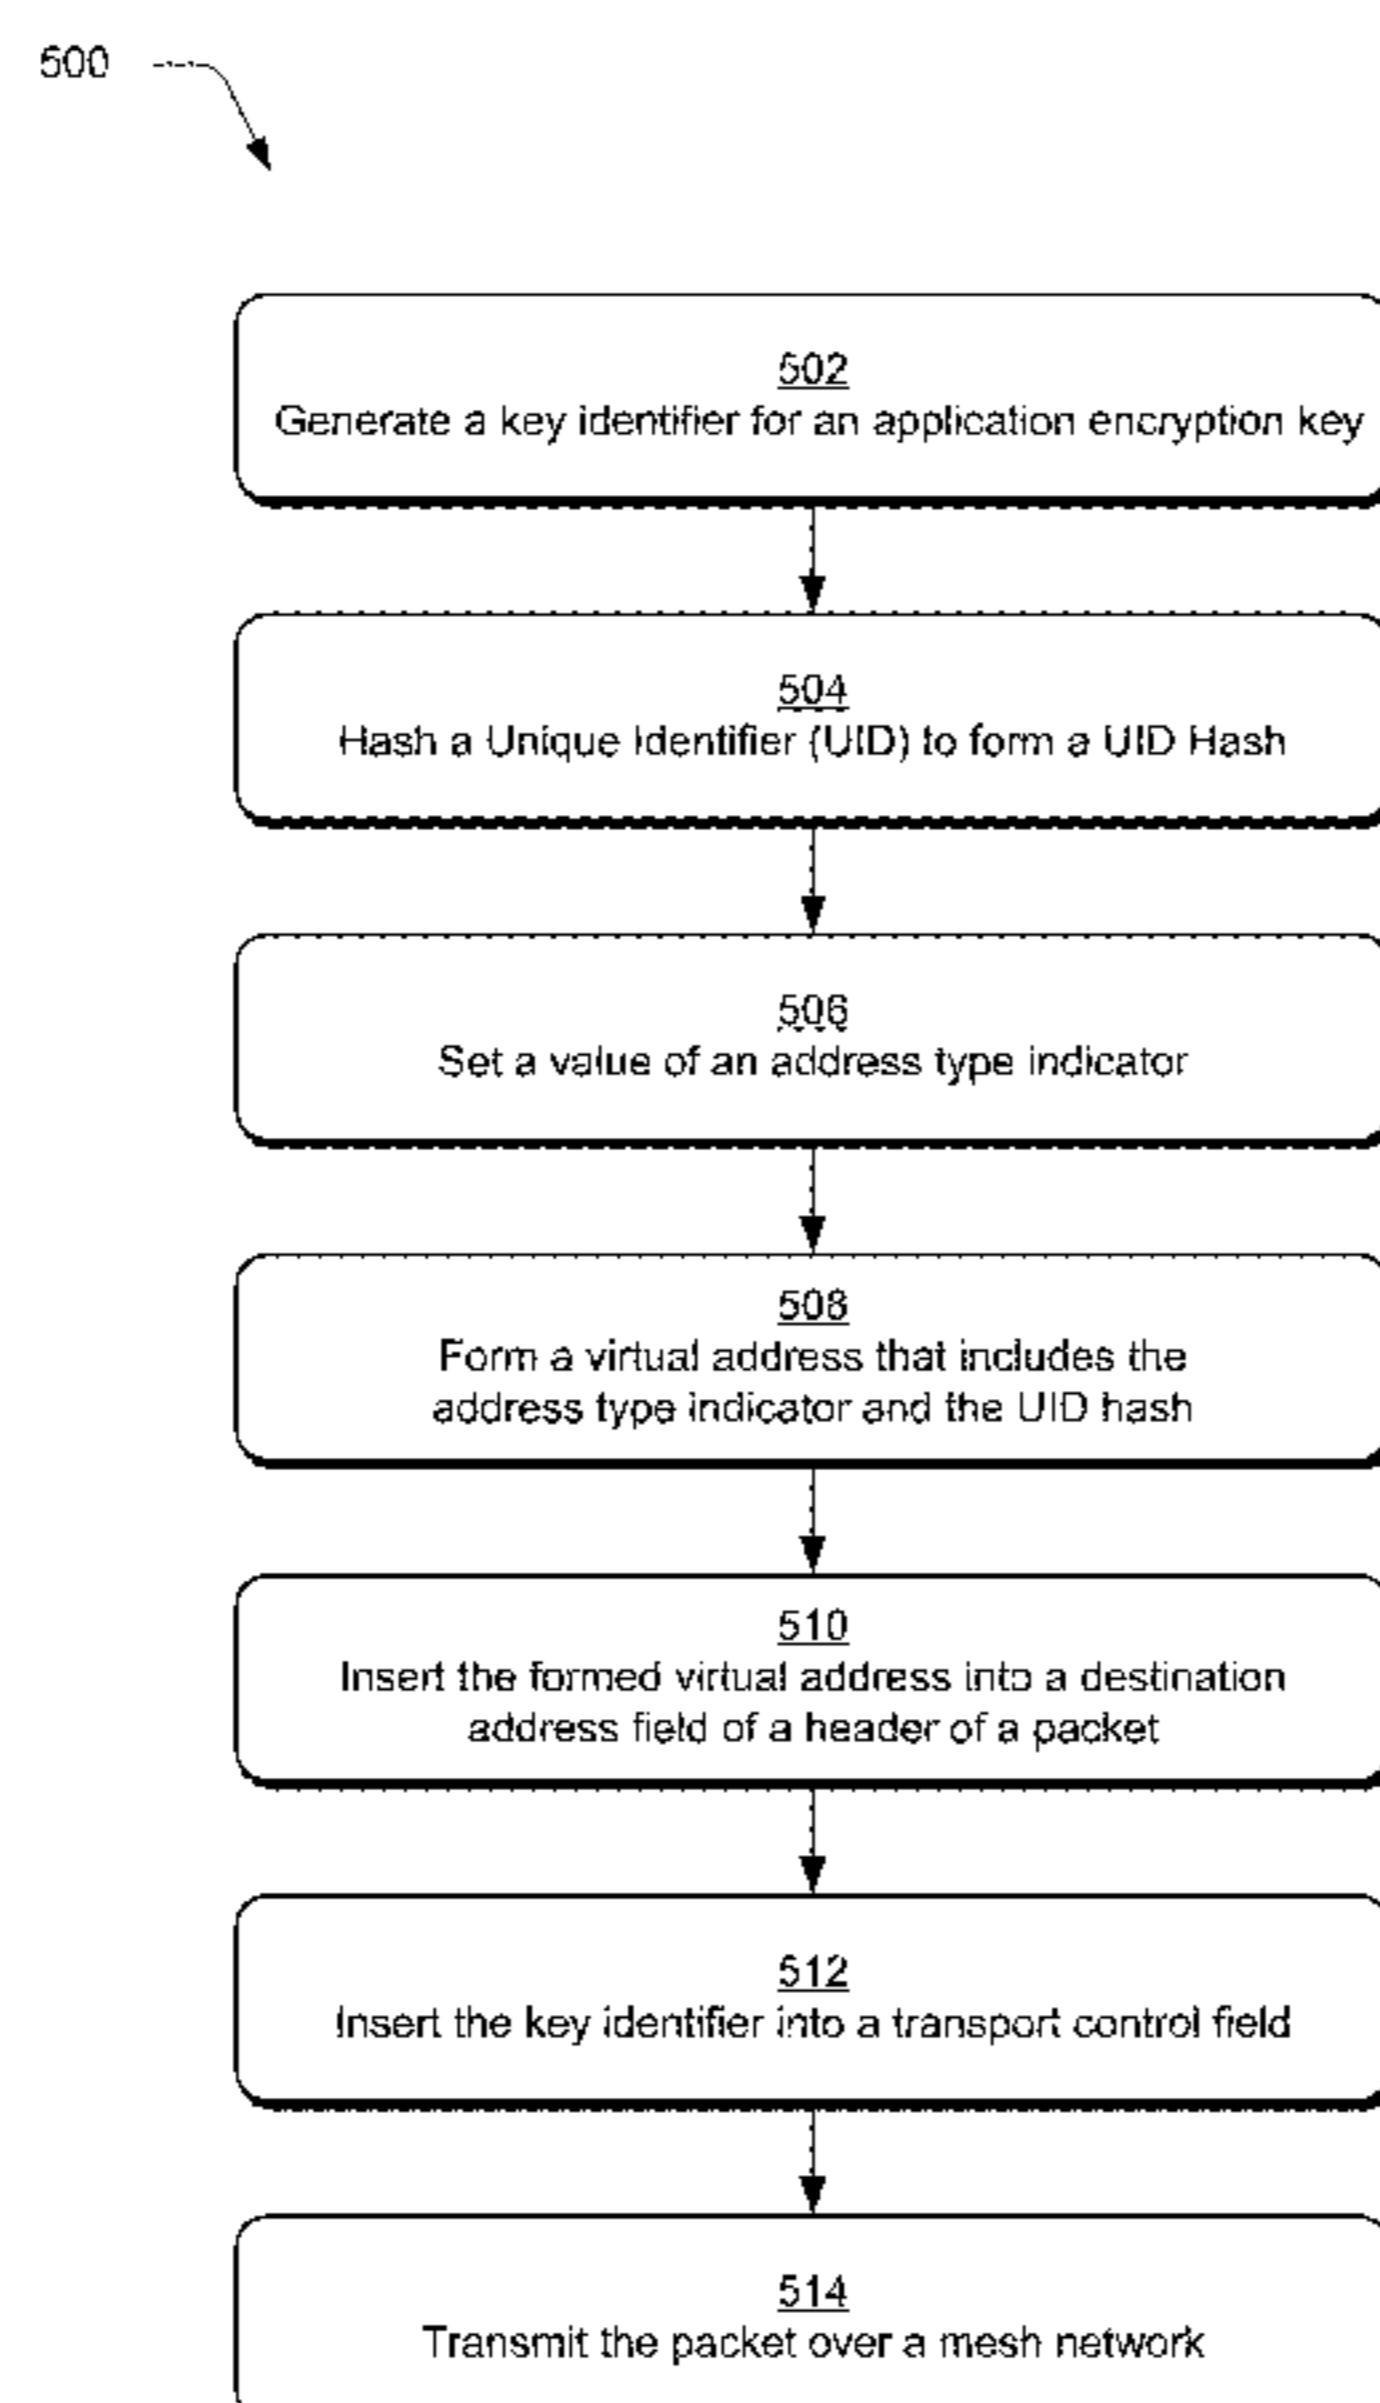 500
502
Generate a key identifier for an application encryption key
504
Hash a Unique Identifier (UID) to form a UID Hash
506
Set a value of an address type indicator
508
Form a virtual address that includes the
address type indicator and the UID hash
510
Insert the formed virtual address into a destination
address field of a header of a packet
512
Insert the key identifier into a transport control field
514
Transmit the packet over a mesh network